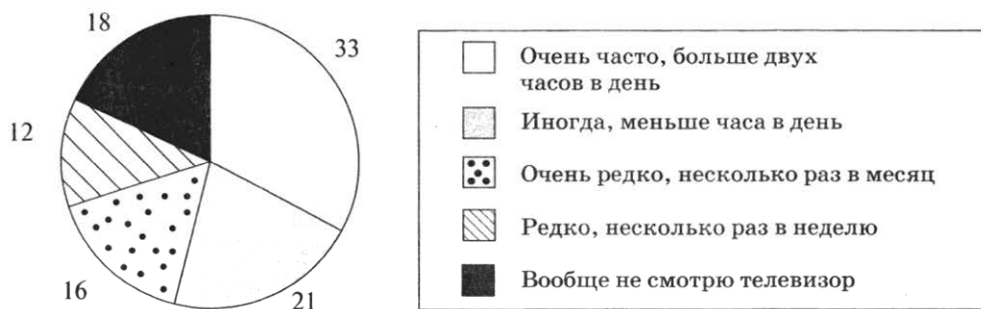 18
33
12
16
21
Очень часто, больше двух
часов в день
Иногда, меньше часа в день
Очень редко, несколько раз в месяц
Редко, несколько раз в неделю
Вообще не смотрю телевизор